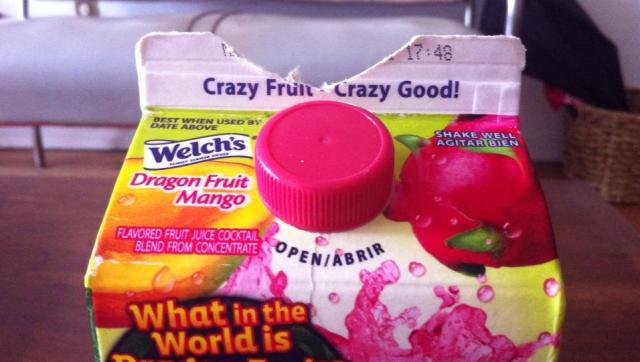 17:48
Crazy Fruit Crazy Good!
BEST WHEN USED BY
DATE ABOVE
SHAKE WELL
AGITAR BIEN
Welch's
Dragon Fruit
Mango
FLAVORED FRUIT JUICE COCKTAIL
BLEND FROM CONCENTRATE
OPEN/ABRIR
What in the
World is